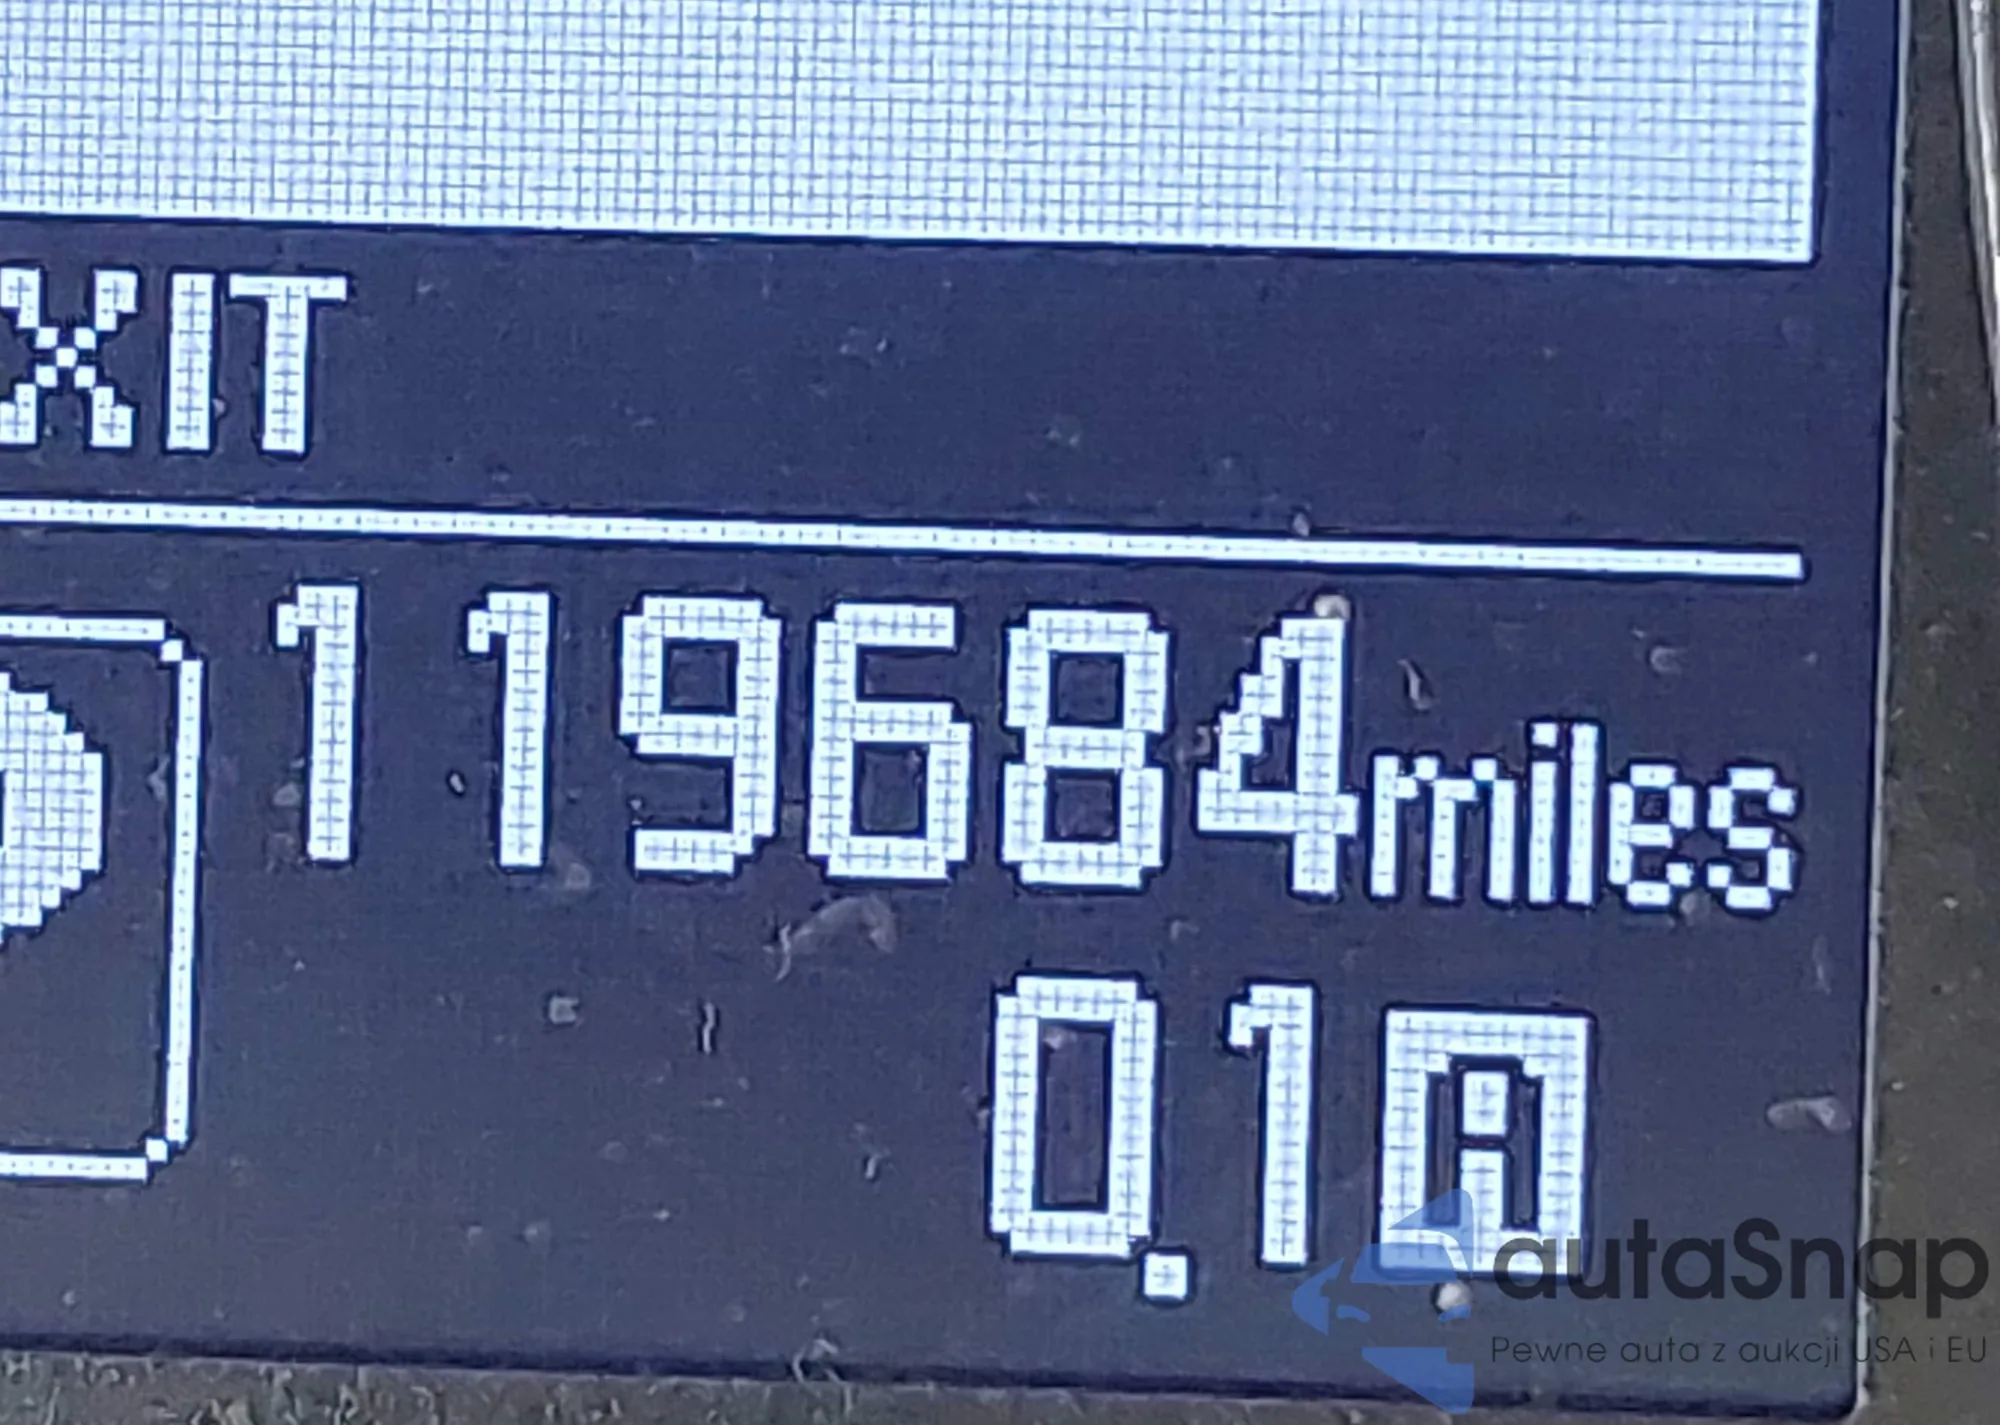 XIT
119684miles
0.1A
autaSnap
Pewne auta z aukcji USA i EU